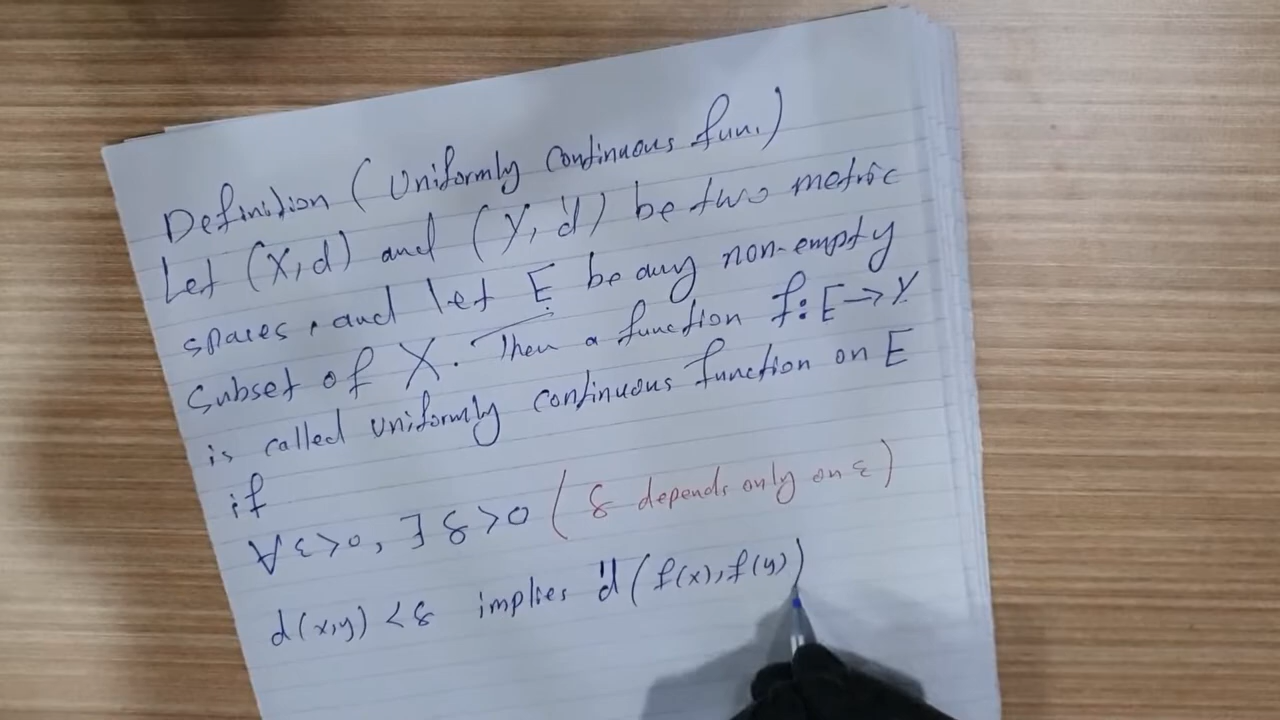 Definition (Uniformly continuous fun.)
Let (X, d) and (Y, d̎) be two metric
spaces, and let E be any non-empty
subset of X. Then a function f: E → Y
is called uniformly continuous function on E
if
∀ ε > 0, ∃ δ > 0 (δ depends only on ε)
d(x,y) < δ implies d̎(f(x), f(y))